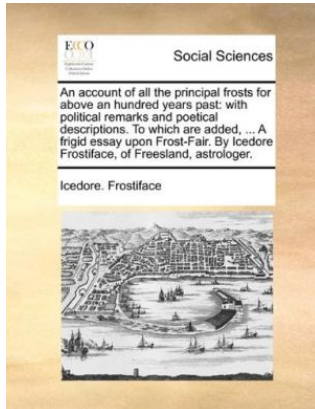 ECCO
Social Sciences
An account of all the principal frosts for
above an hundred years past: with
political remarks and poetical
descriptions. To which are added, ... A
frigid essay upon Frost-Fair. By Icedore
Frostiface, of Freesland, astrologer.
Icedore. Frostiface